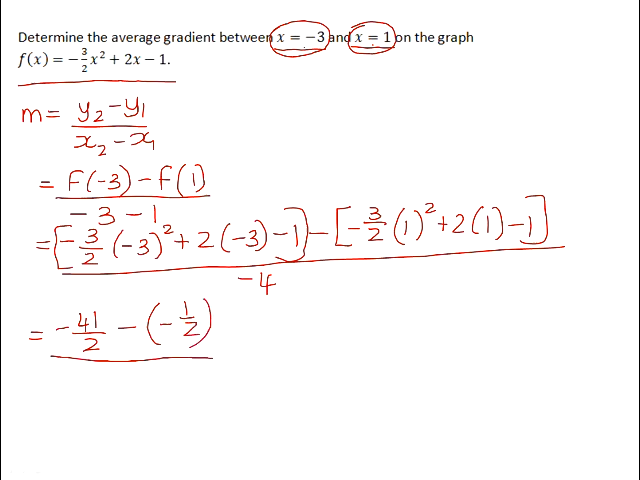 Determine the average gradient between x = −3 and x = 1 on the graph
f(x) = −3/2 x² + 2x − 1.
m = (y₂ − y₁)/(x₂ − x₁)
= (f(-3) − f(1))/(-3 − 1)
= ([-3/2 (-3)² + 2(-3) − 1] − [-3/2 (1)² + 2(1) − 1])/(-4)
= -41/2 − (-1/2)